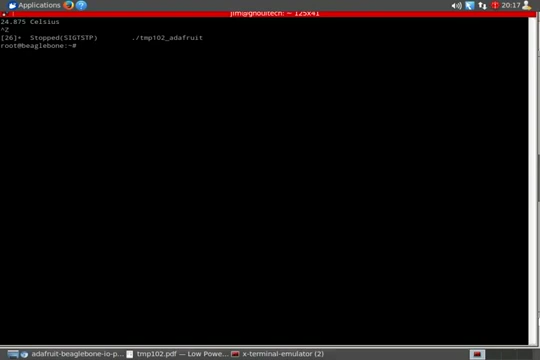 Applications
20:17
jim@ghoultech: ~ 125x41
24.875 Celsius
^Z
[26]+ Stopped(SIGTSTP) ./tmp102_adafruit
root@beaglebone:~#
adafruit-beaglebone-io-p... tmp102.pdf — Low Powe... x-terminal-emulator (2)